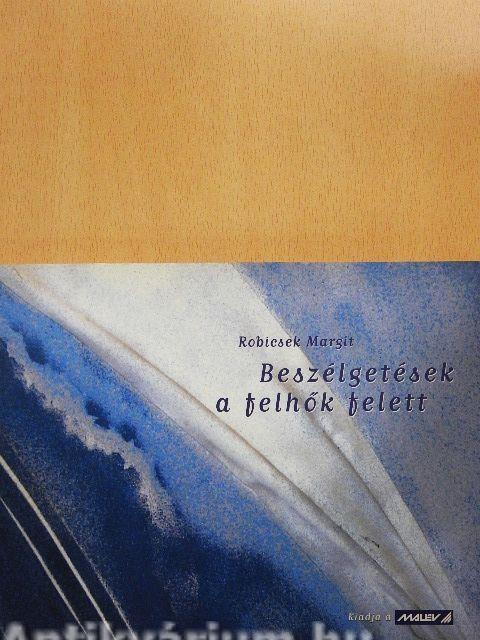 Robicsek Margit
Beszélgetések
a felhők felett
kiadja a MALÉV
Antikvárium.hu